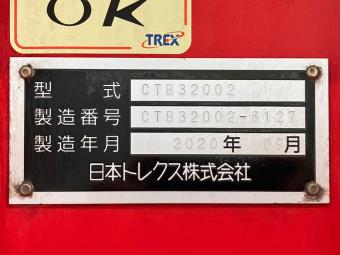 OK
TREX
型式 CTB32002
製造番号 CTB32002-6127
製造年月 2020年 09月
日本トレクス株式会社